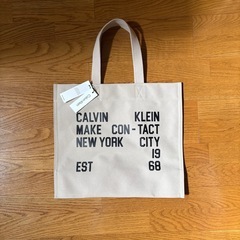 CALVIN KLEIN
MAKE CON-TACT
NEW YORK CITY
19
EST 68